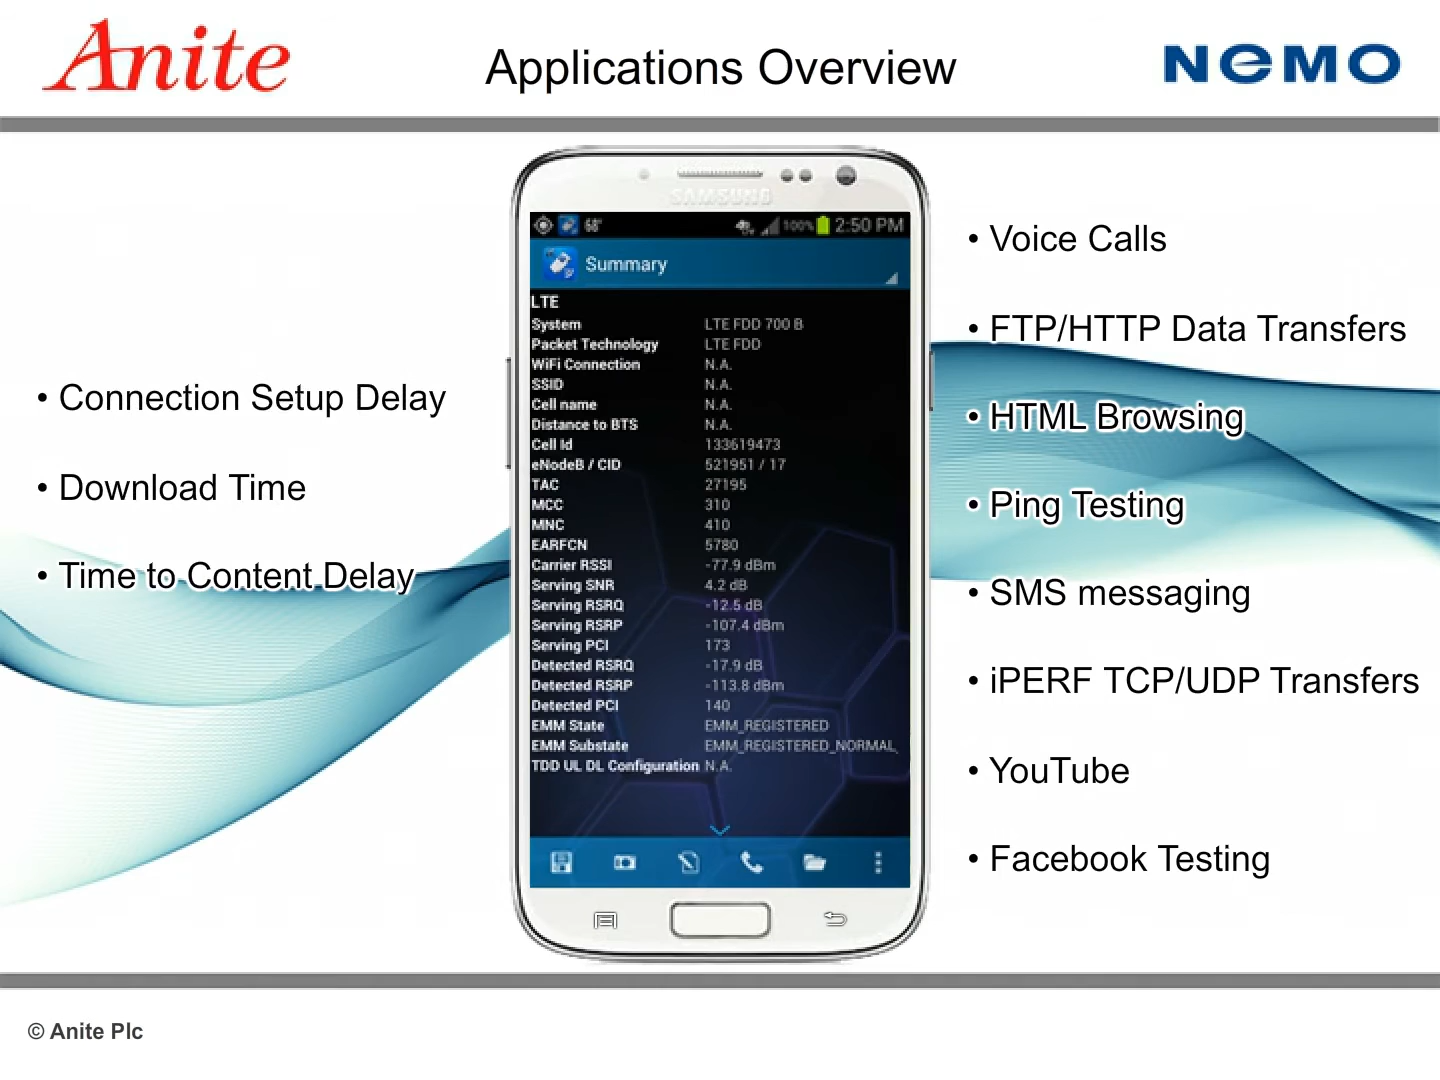 Anite
Applications Overview
NEMO
• Connection Setup Delay
• Download Time
• Time to Content Delay
SAMSUNG
68°
100%
2:50 PM
Summary
LTE
System LTE FDD 700 B
Packet Technology LTE FDD
WiFi Connection N.A.
SSID N.A.
Cell name N.A.
Distance to BTS N.A.
Cell Id 133619473
eNodeB / CID 521951 / 17
TAC 27195
MCC 310
MNC 410
EARFCN 5780
Carrier RSSI -77.9 dBm
Serving SNR 4.2 dB
Serving RSRQ -12.5 dB
Serving RSRP -107.4 dBm
Serving PCI 173
Detected RSRQ -17.9 dB
Detected RSRP -113.8 dBm
Detected PCI 140
EMM State EMM_REGISTERED
EMM Substate EMM_REGISTERED_NORMAL_
TDD UL DL Configuration N.A.
• Voice Calls
• FTP/HTTP Data Transfers
• HTML Browsing
• Ping Testing
• SMS messaging
• iPERF TCP/UDP Transfers
• YouTube
• Facebook Testing
© Anite Plc